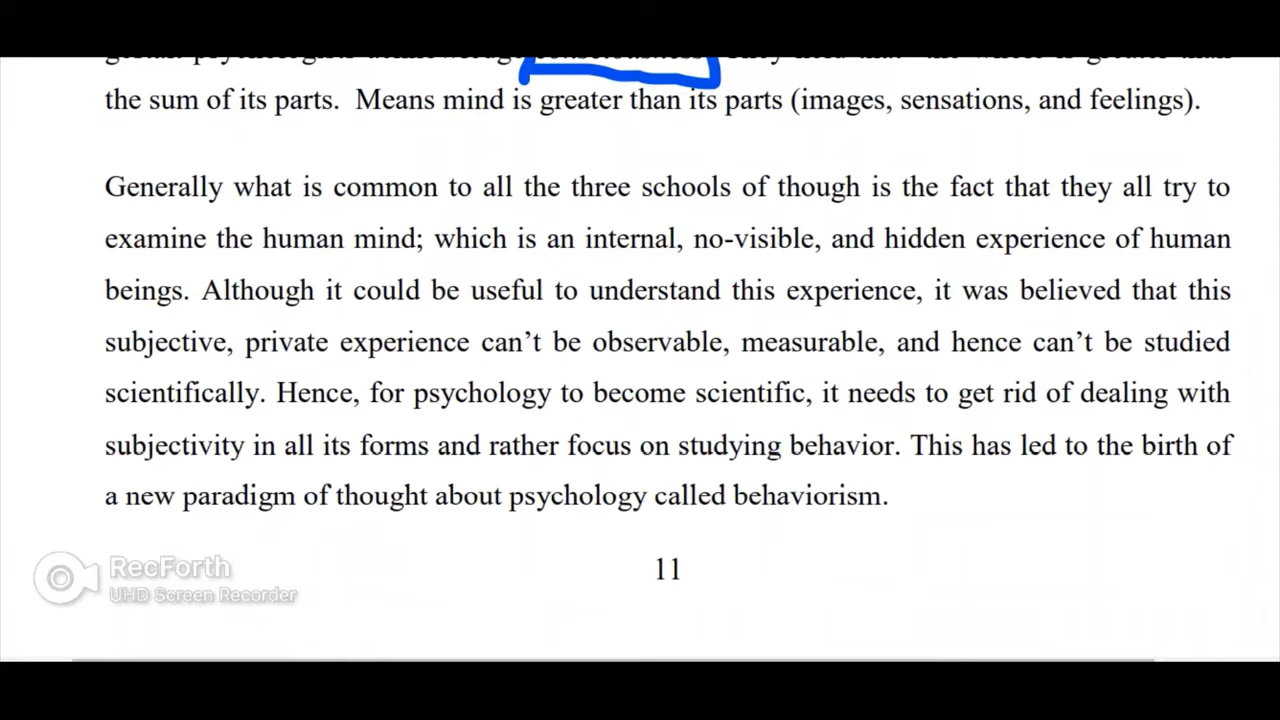 the sum of its parts.  Means mind is greater than its parts (images, sensations, and feelings).
Generally what is common to all the three schools of though is the fact that they all try to
examine the human mind; which is an internal, no-visible, and hidden experience of human
beings. Although it could be useful to understand this experience, it was believed that this
subjective, private experience can’t be observable, measurable, and hence can’t be studied
scientifically. Hence, for psychology to become scientific, it needs to get rid of dealing with
subjectivity in all its forms and rather focus on studying behavior. This has led to the birth of
a new paradigm of thought about psychology called behaviorism.
11
RecForth
UHD Screen Recorder